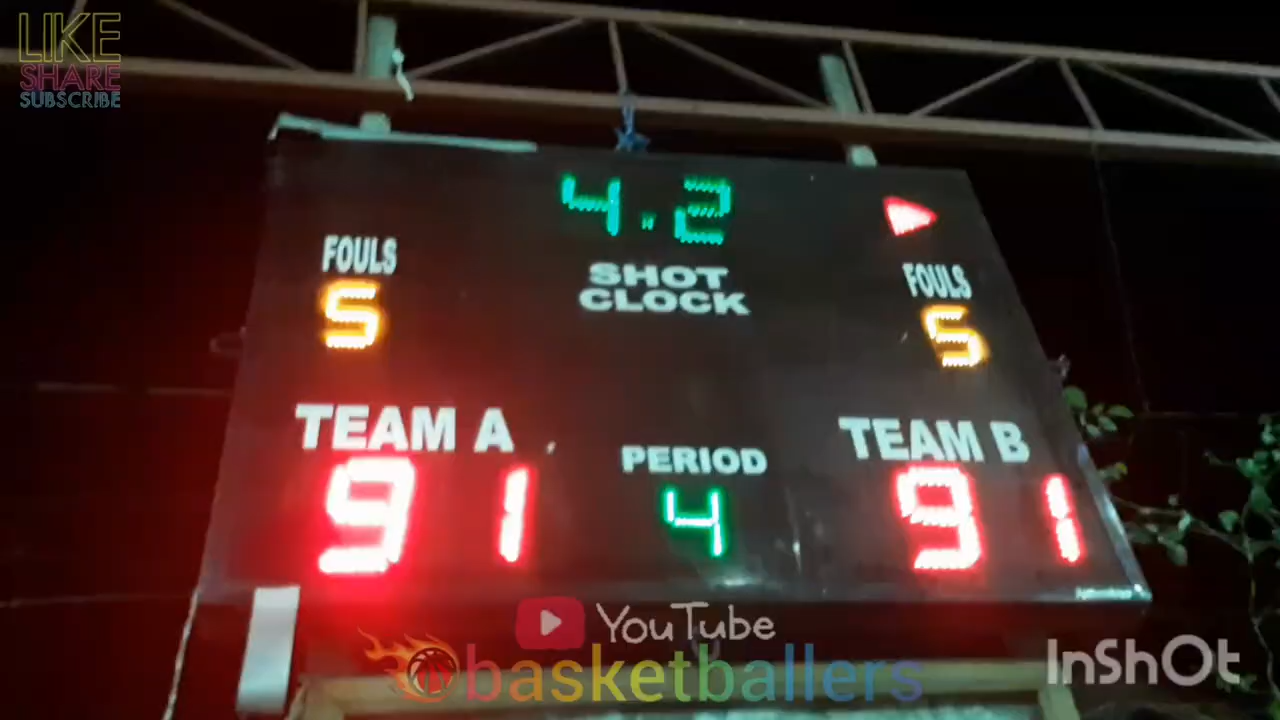 LIKE
SHARE
SUBSCRIBE
4.2
SHOT
CLOCK
FOULS
5
FOULS
5
TEAM A
91
PERIOD
4
TEAM B
91
YouTube
basketballers
InShOt